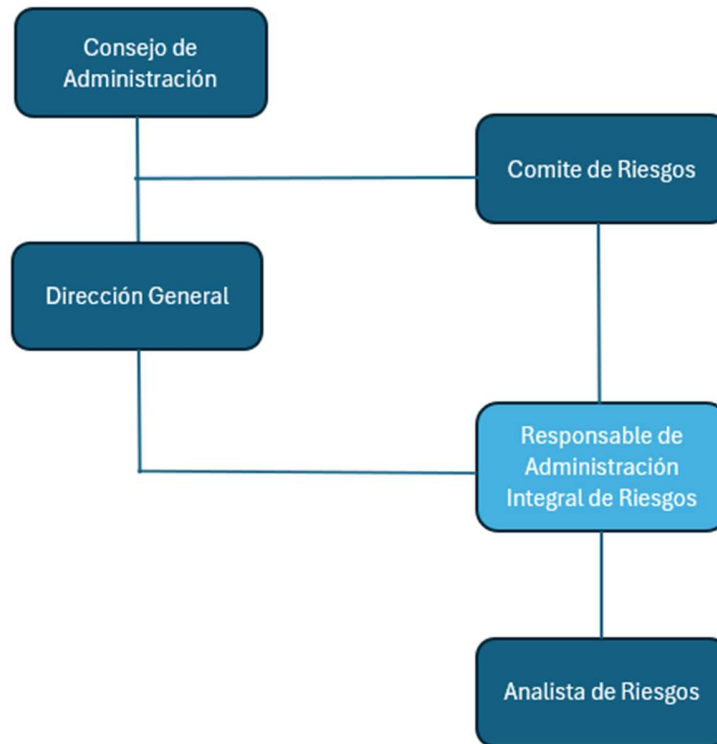 Consejo de
Administración
Comite de Riesgos
Dirección General
Responsable de
Administración
Integral de Riesgos
Analista de Riesgos